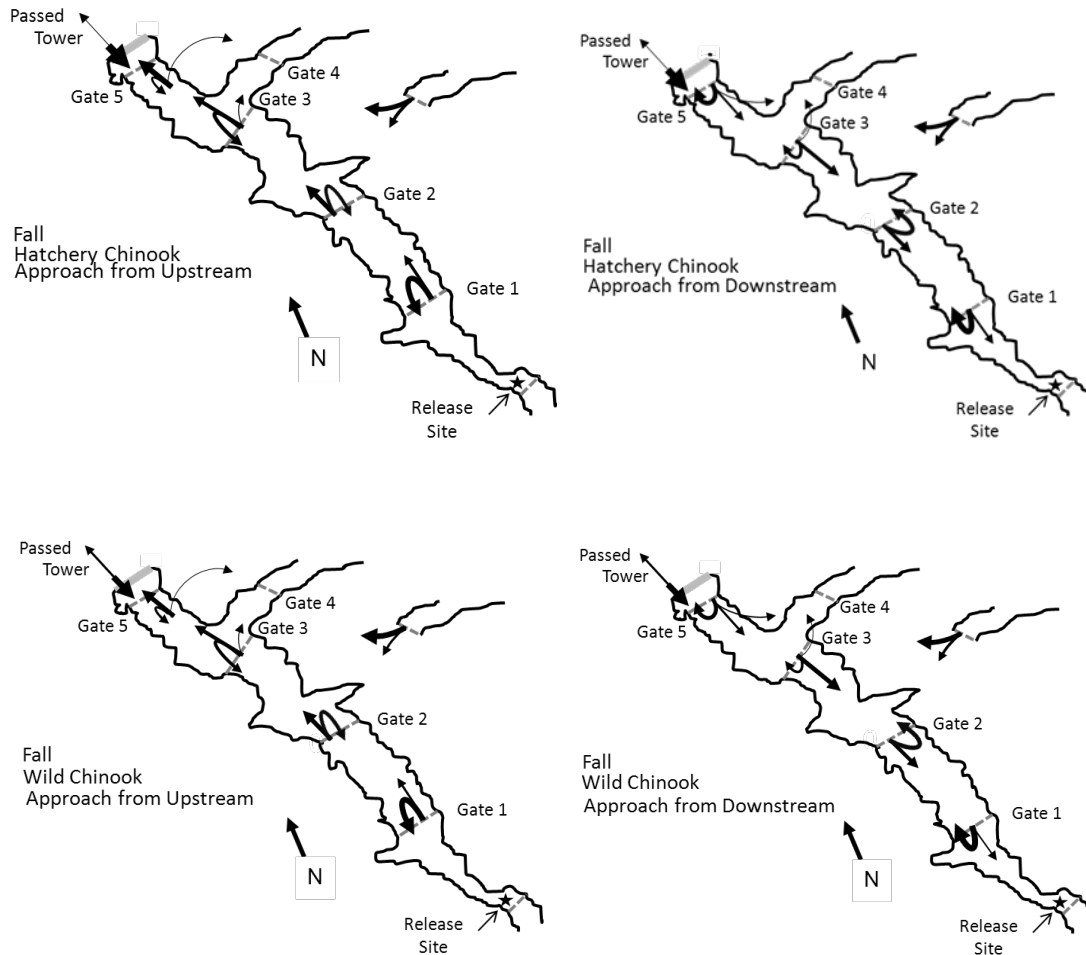 Passed
Tower
Gate 5
Gate 4
Gate 3
Gate 2
Gate 1
Fall
Hatchery Chinook
Approach from Upstream
N
Release
Site
Passed
Tower
Gate 5
Gate 4
Gate 3
Gate 2
Gate 1
Fall
Hatchery Chinook
Approach from Downstream
N
Release
Site
Passed
Tower
Gate 5
Gate 4
Gate 3
Gate 2
Gate 1
Fall
Wild Chinook
Approach from Upstream
N
Release
Site
Passed
Tower
Gate 5
Gate 4
Gate 3
Gate 2
Gate 1
Fall
Wild Chinook
Approach from Downstream
N
Release
Site